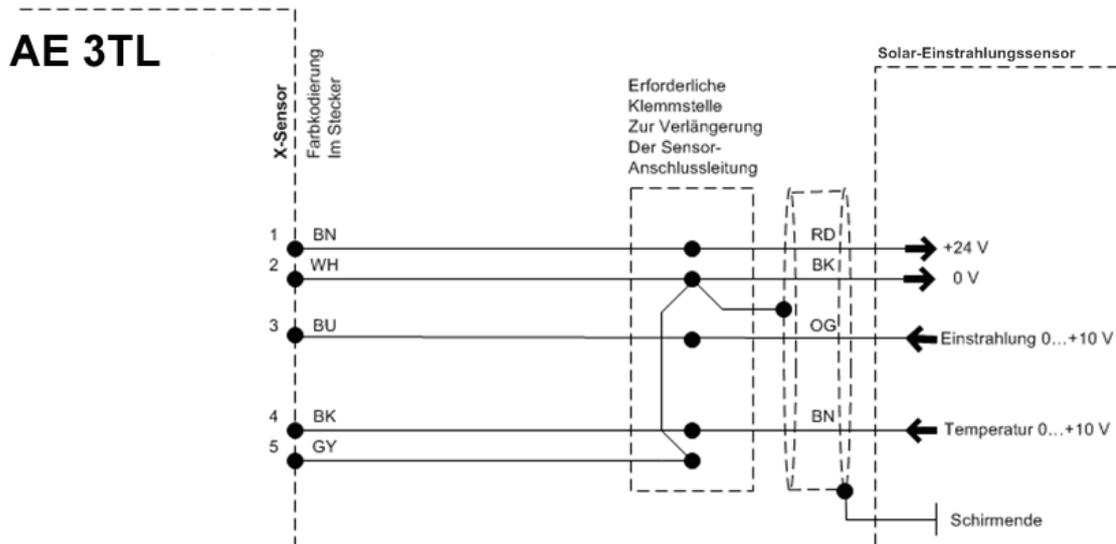 AE 3TL
Solar-Einstrahlungssensor
X-Sensor
Farbkodierung
Im Stecker
Erforderliche
Klemmstelle
Zur Verlängerung
Der Sensor-
Anschlussleitung
1 BN RD +24 V
2 WH BK 0 V
3 BU OG Einstrahlung 0...+10 V
4 BK BN Temperatur 0...+10 V
5 GY
Schirmende